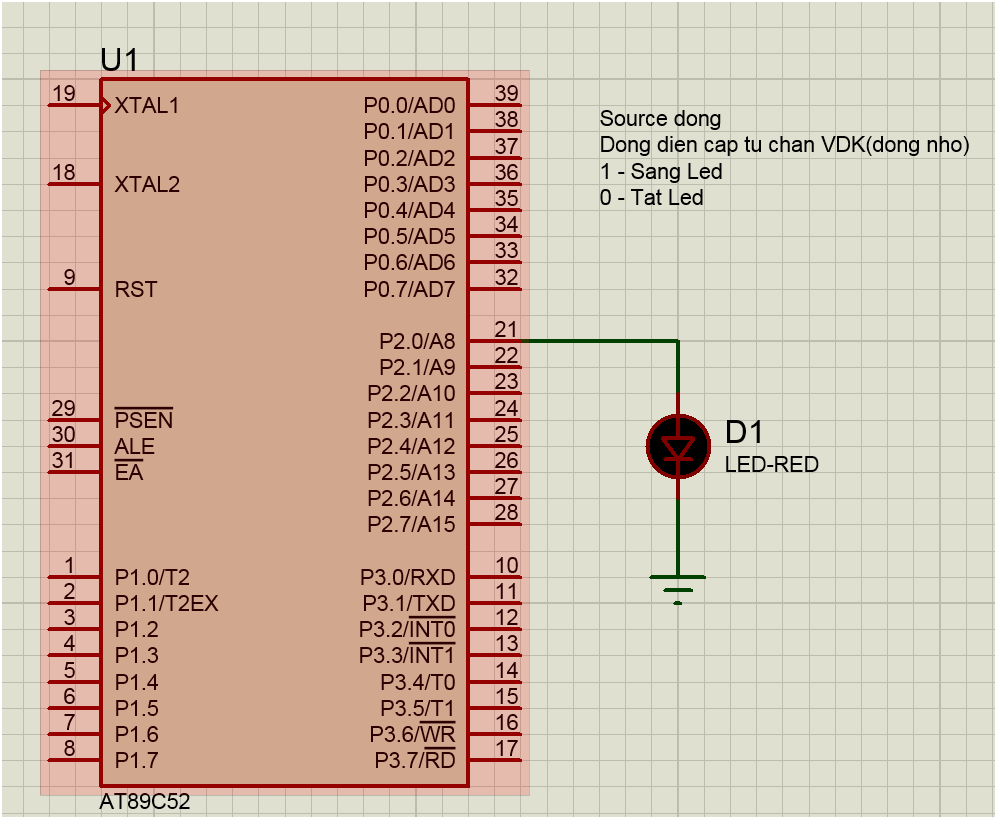 U1
19 XTAL1
18 XTAL2
9 RST
29 PSEN
30 ALE
31 EA
1 P1.0/T2
2 P1.1/T2EX
3 P1.2
4 P1.3
5 P1.4
6 P1.5
7 P1.6
8 P1.7
P0.0/AD0 39
P0.1/AD1 38
P0.2/AD2 37
P0.3/AD3 36
P0.4/AD4 35
P0.5/AD5 34
P0.6/AD6 33
P0.7/AD7 32
P2.0/A8 21
P2.1/A9 22
P2.2/A10 23
P2.3/A11 24
P2.4/A12 25
P2.5/A13 26
P2.6/A14 27
P2.7/A15 28
P3.0/RXD 10
P3.1/TXD 11
P3.2/INT0 12
P3.3/INT1 13
P3.4/T0 14
P3.5/T1 15
P3.6/WR 16
P3.7/RD 17
AT89C52
Source dong
Dong dien cap tu chan VDK(dong nho)
1 - Sang Led
0 - Tat Led
D1
LED-RED